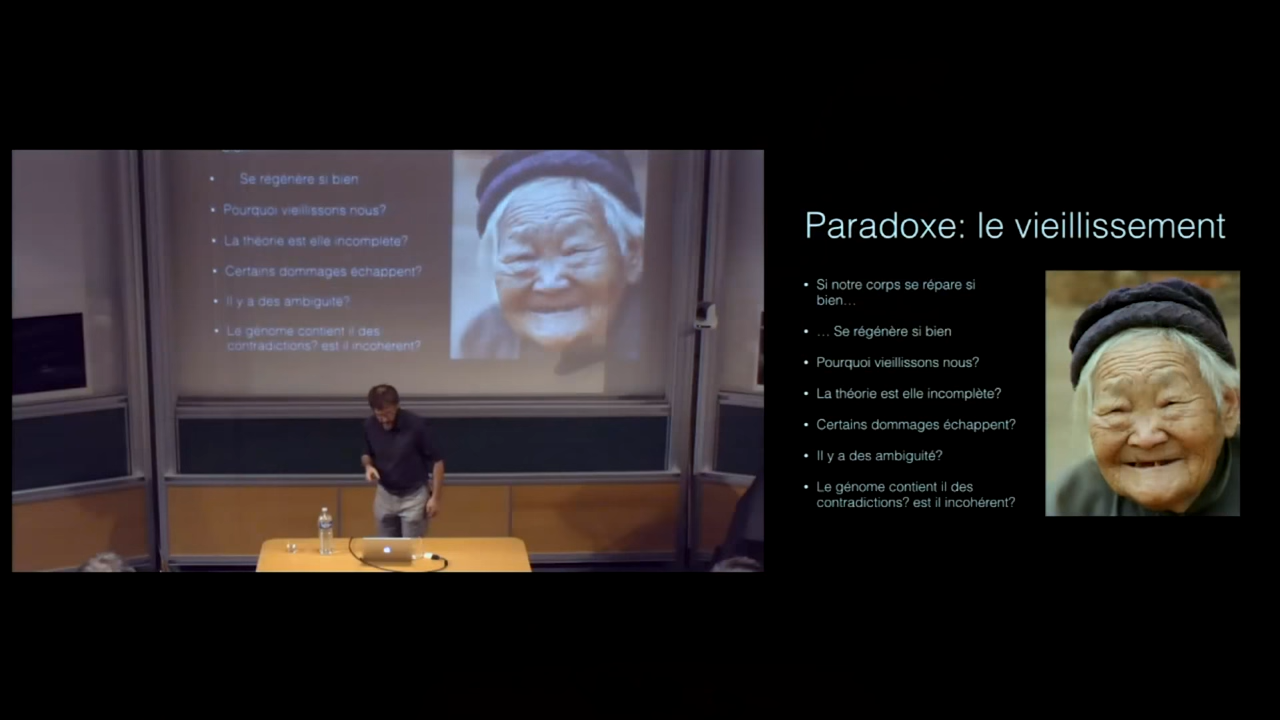 Se régénère si bien
• Pourquoi vieillissons nous?
• La théorie est elle incomplète?
• Certains dommages échappent?
• Il y a des ambiguité?
• Le génome contient il des
contradictions? est il incohérent?
Paradoxe: le vieillissement
• Si notre corps se répare si
bien…
• … Se régénère si bien
• Pourquoi vieillissons nous?
• La théorie est elle incomplète?
• Certains dommages échappent?
• Il y a des ambiguité?
• Le génome contient il des
contradictions? est il incohérent?